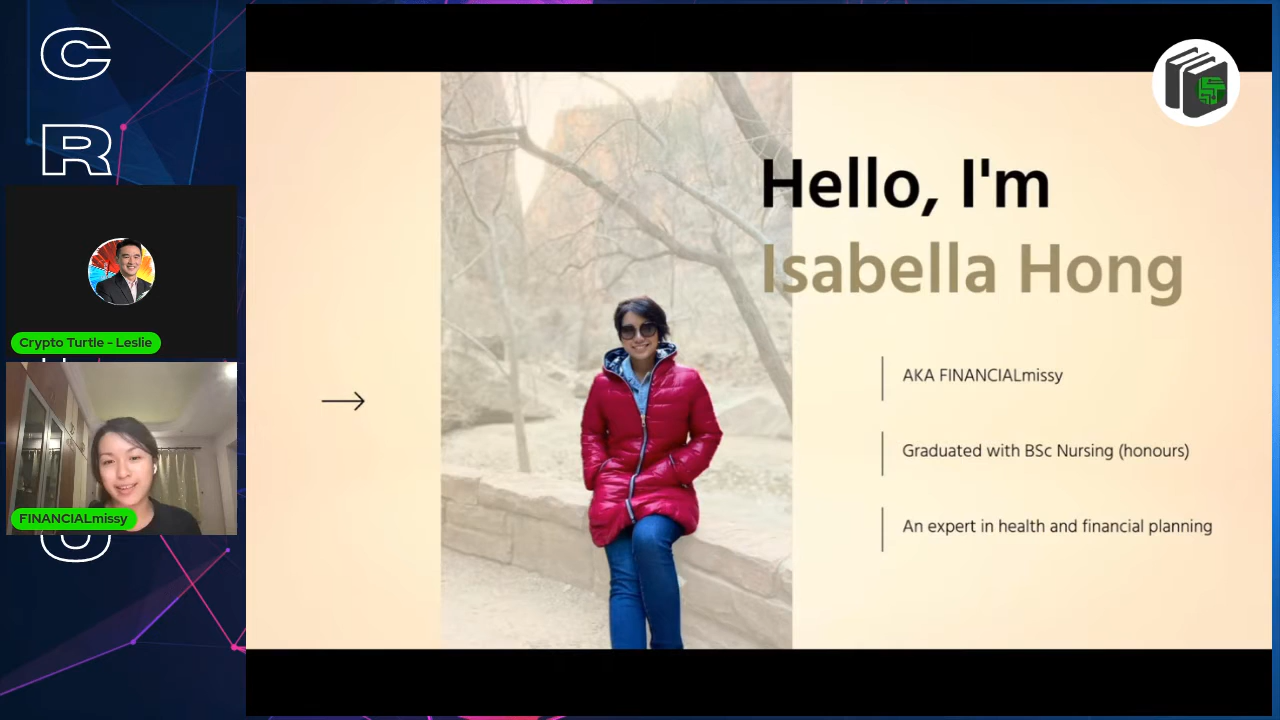 C
R
Crypto Turtle - Leslie
FINANCIALmissy
Hello, I'm
Isabella Hong
AKA FINANCIALmissy
Graduated with BSc Nursing (honours)
An expert in health and financial planning